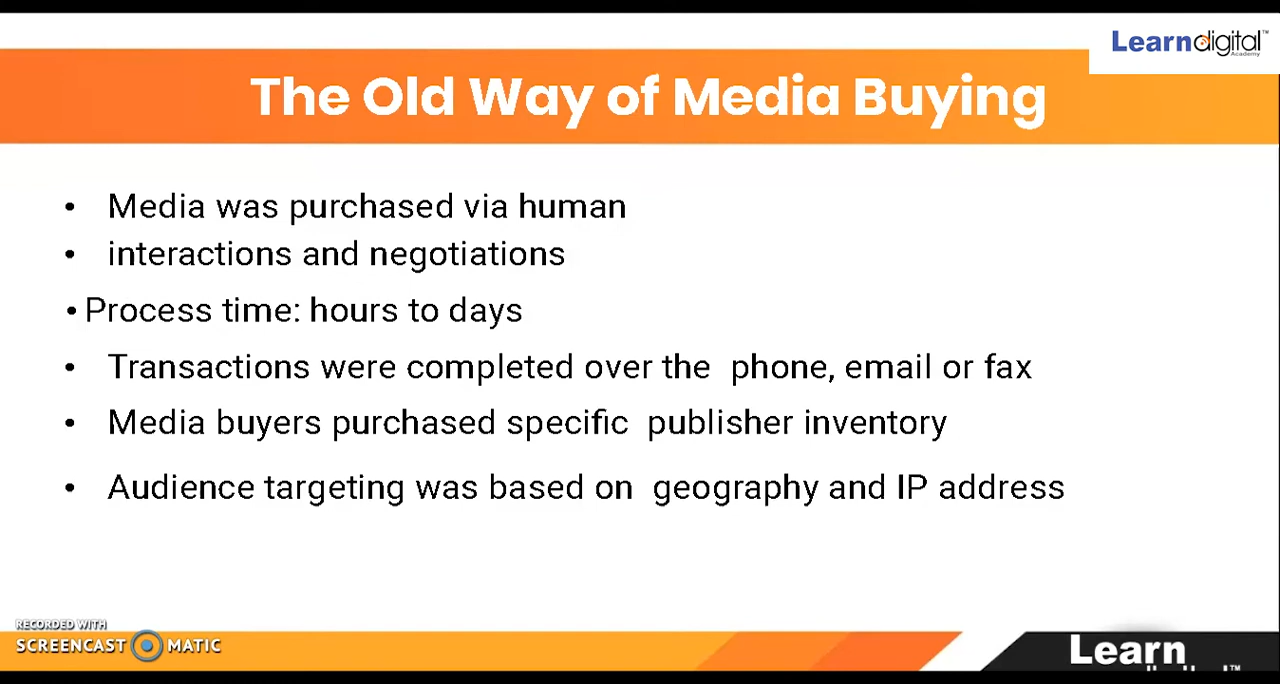 Learndigital™
Academy
The Old Way of Media Buying
• Media was purchased via human
• interactions and negotiations
• Process time: hours to days
• Transactions were completed over the phone, email or fax
• Media buyers purchased specific publisher inventory
• Audience targeting was based on geography and IP address
RECORDED WITH
SCREENCAST MATIC
Learn